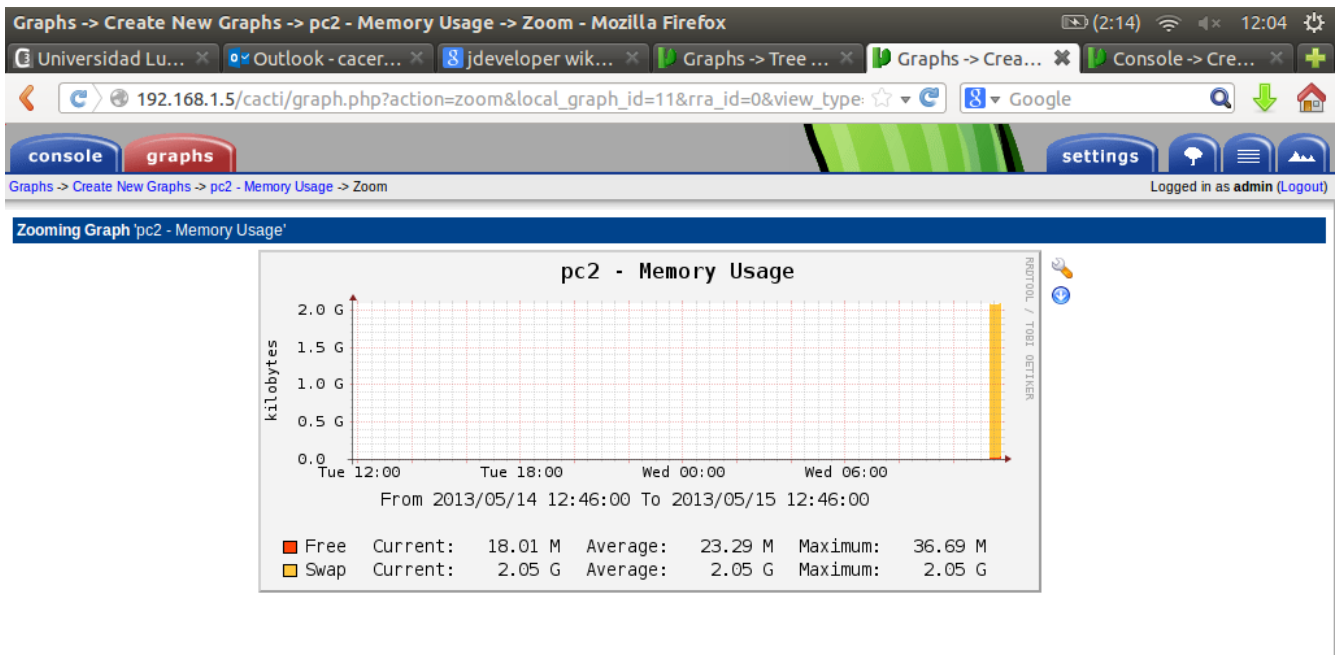 Graphs -> Create New Graphs -> pc2 - Memory Usage -> Zoom - Mozilla Firefox (2:14) 12:04
Universidad Lu... Outlook - cacer... jdeveloper wik... Graphs -> Tree ... Graphs -> Crea... Console -> Cre...
192.168.1.5/cacti/graph.php?action=zoom&local_graph_id=11&rra_id=0&view_type= Google
console graphs settings
Graphs -> Create New Graphs -> pc2 - Memory Usage -> Zoom Logged in as admin (Logout)
Zooming Graph 'pc2 - Memory Usage'
pc2 - Memory Usage
RRDTOOL / TOBI OETIKER
kilobytes
2.0 G
1.5 G
1.0 G
0.5 G
0.0
Tue 12:00 Tue 18:00 Wed 00:00 Wed 06:00
From 2013/05/14 12:46:00 To 2013/05/15 12:46:00
Free Current: 18.01 M Average: 23.29 M Maximum: 36.69 M
Swap Current: 2.05 G Average: 2.05 G Maximum: 2.05 G